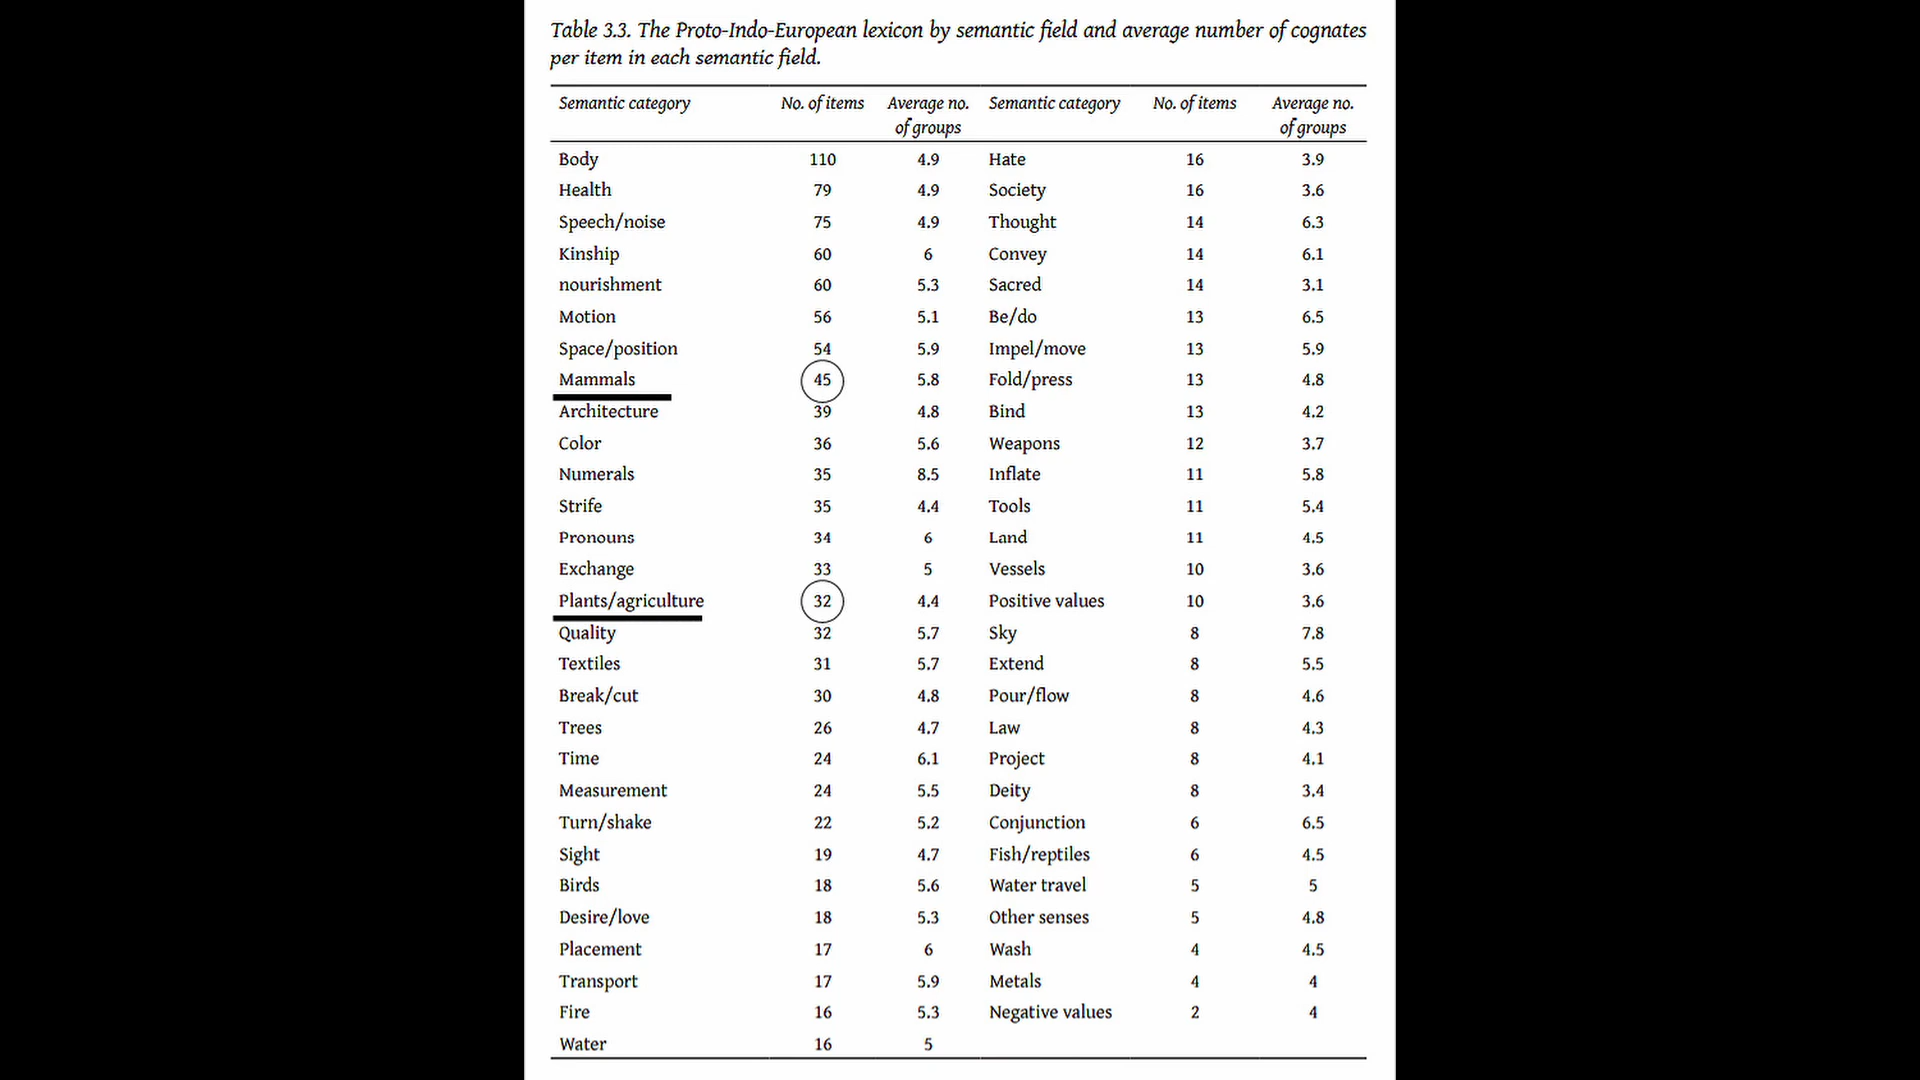 Table 3.3. The Proto-Indo-European lexicon by semantic field and average number of cognates
per item in each semantic field.
Semantic category No. of items Average no. of groups Semantic category No. of items Average no. of groups
Body 110 4.9 Hate 16 3.9
Health 79 4.9 Society 16 3.6
Speech/noise 75 4.9 Thought 14 6.3
Kinship 60 6 Convey 14 6.1
nourishment 60 5.3 Sacred 14 3.1
Motion 56 5.1 Be/do 13 6.5
Space/position 54 5.9 Impel/move 13 5.9
Mammals 45 5.8 Fold/press 13 4.8
Architecture 39 4.8 Bind 13 4.2
Color 36 5.6 Weapons 12 3.7
Numerals 35 8.5 Inflate 11 5.8
Strife 35 4.4 Tools 11 5.4
Pronouns 34 6 Land 11 4.5
Exchange 33 5 Vessels 10 3.6
Plants/agriculture 32 4.4 Positive values 10 3.6
Quality 32 5.7 Sky 8 7.8
Textiles 31 5.7 Extend 8 5.5
Break/cut 30 4.8 Pour/flow 8 4.6
Trees 26 4.7 Law 8 4.3
Time 24 6.1 Project 8 4.1
Measurement 24 5.5 Deity 8 3.4
Turn/shake 22 5.2 Conjunction 6 6.5
Sight 19 4.7 Fish/reptiles 6 4.5
Birds 18 5.6 Water travel 5 5
Desire/love 18 5.3 Other senses 5 4.8
Placement 17 6 Wash 4 4.5
Transport 17 5.9 Metals 4 4
Fire 16 5.3 Negative values 2 4
Water 16 5